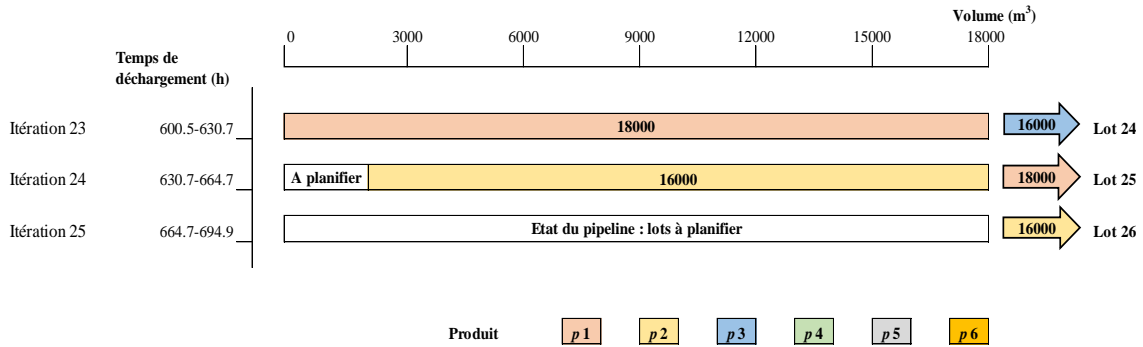 Volume (m³)
0 3000 6000 9000 12000 15000 18000
Temps de
déchargement (h)
Itération 23 600.5-630.7 18000 16000 Lot 24
Itération 24 630.7-664.7 A planifier 16000 18000 Lot 25
Itération 25 664.7-694.9 Etat du pipeline : lots à planifier 16000 Lot 26
Produit p 1 p 2 p 3 p 4 p 5 p 6